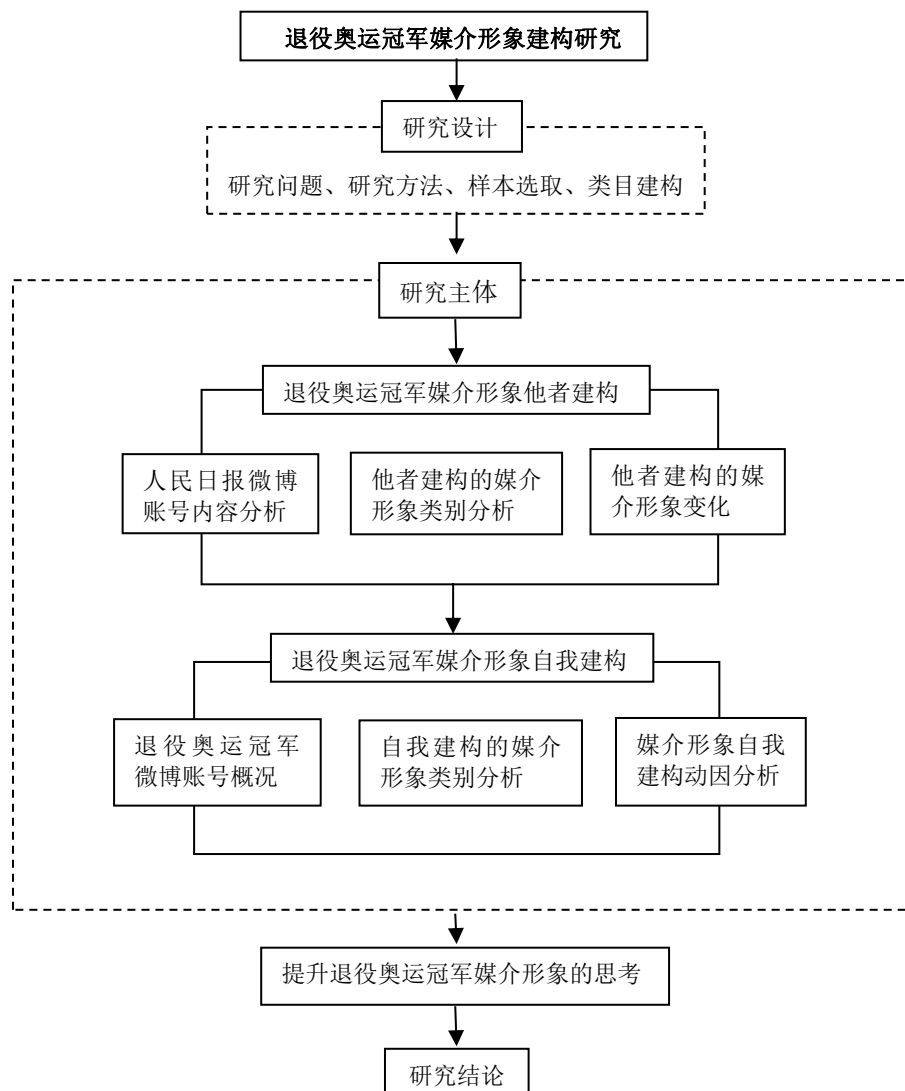 退役奥运冠军媒介形象建构研究
研究设计
研究问题、研究方法、样本选取、类目建构
研究主体
退役奥运冠军媒介形象他者建构
人民日报微博
账号内容分析
他者建构的媒介
形象类别分析
他者建构的媒
介形象变化
退役奥运冠军媒介形象自我建构
退役奥运冠军
微博账号概况
自我建构的媒介
形象类别分析
媒介形象自我
建构动因分析
提升退役奥运冠军媒介形象的思考
研究结论